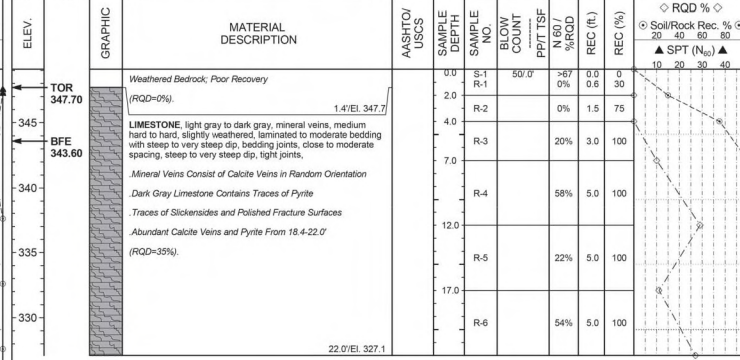 ELEV.
GRAPHIC
MATERIAL
DESCRIPTION
AASHTO/
USCS
SAMPLE
DEPTH
SAMPLE
NO.
BLOW
COUNT
--------
PP/T TSF
N 60 /
%RQD
REC (ft.)
REC (%)
◇ RQD % ◇
⊙ Soil/Rock Rec. % ⊙
20 40 60 80
▲ SPT (N60) ▲
10 20 30 40
TOR
347.70
345
BFE
343.60
340
335
330
Weathered Bedrock; Poor Recovery
(RQD=0%).
1.4'/El. 347.7
LIMESTONE, light gray to dark gray, mineral veins, medium
hard to hard, slightly weathered, laminated to moderate bedding
with steep to very steep dip, bedding joints, close to moderate
spacing, steep to very steep dip, tight joints,
.Mineral Veins Consist of Calcite Veins in Random Orientation
.Dark Gray Limestone Contains Traces of Pyrite
.Traces of Slickensides and Polished Fracture Surfaces
.Abundant Calcite Veins and Pyrite From 18.4-22.0'
(RQD=35%).
22.0'/El. 327.1
0.0 S-1 50/.0' >67 0.0 0
R-1 0% 0.6 30
2.0
R-2 0% 1.5 75
4.0
R-3 20% 3.0 100
7.0
R-4 58% 5.0 100
12.0
R-5 22% 5.0 100
17.0
R-6 54% 5.0 100